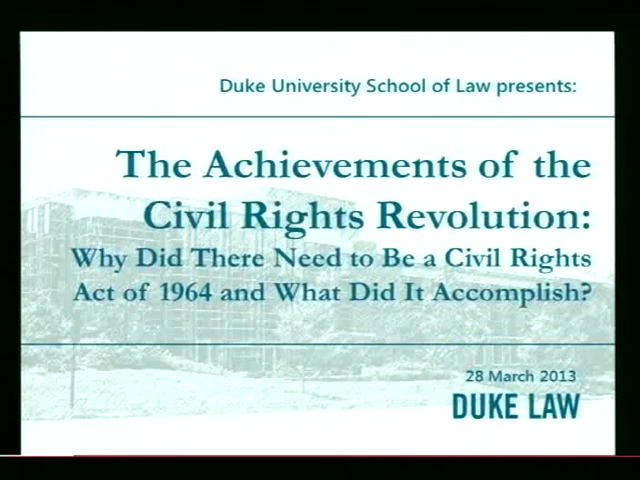 Duke University School of Law presents:
The Achievements of the
Civil Rights Revolution:
Why Did There Need to Be a Civil Rights
Act of 1964 and What Did It Accomplish?
28 March 2013
DUKE LAW